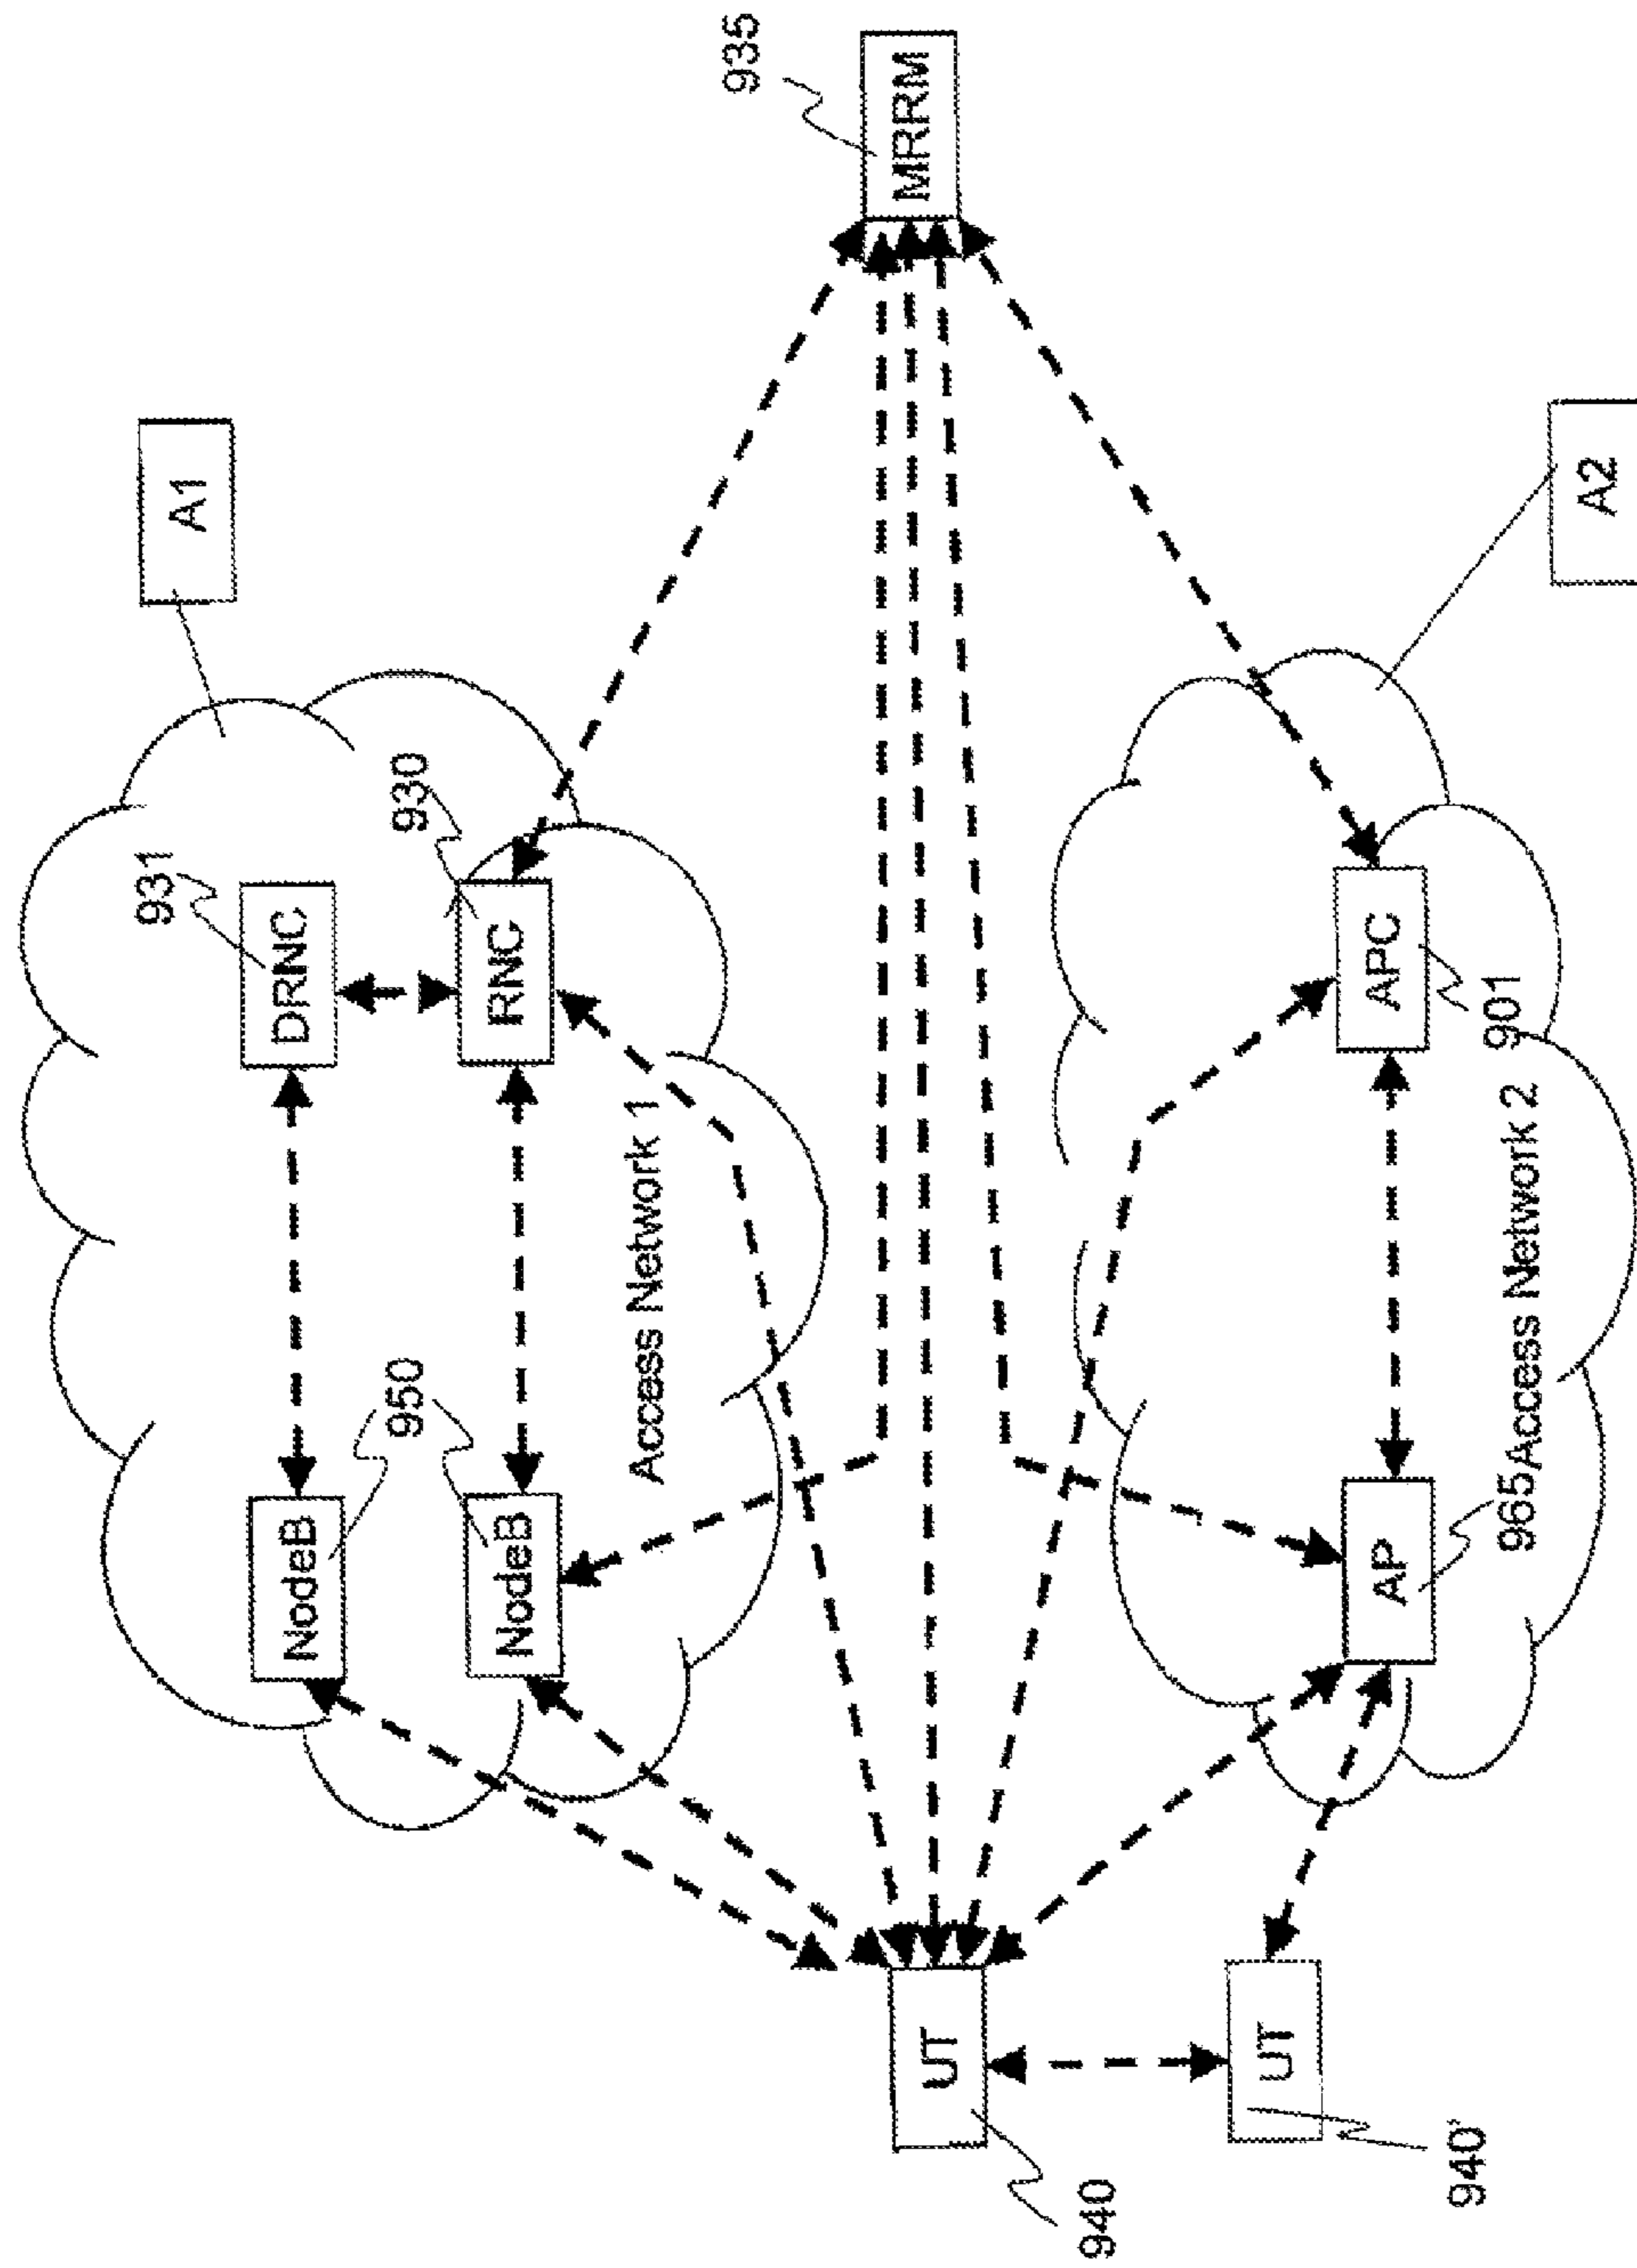 A1
931
DRNC
930
RNC
NodeB
950
NodeB
Access Network 1
935
MRRM
UT
940
UT
940'
APC
901
AP
965
Access Network 2
A2